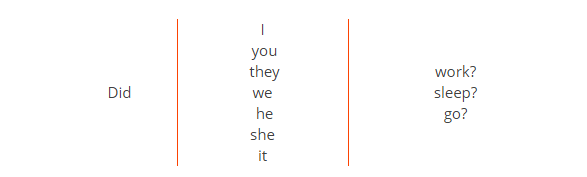 I
you
they work?
Did we sleep?
he go?
she
it